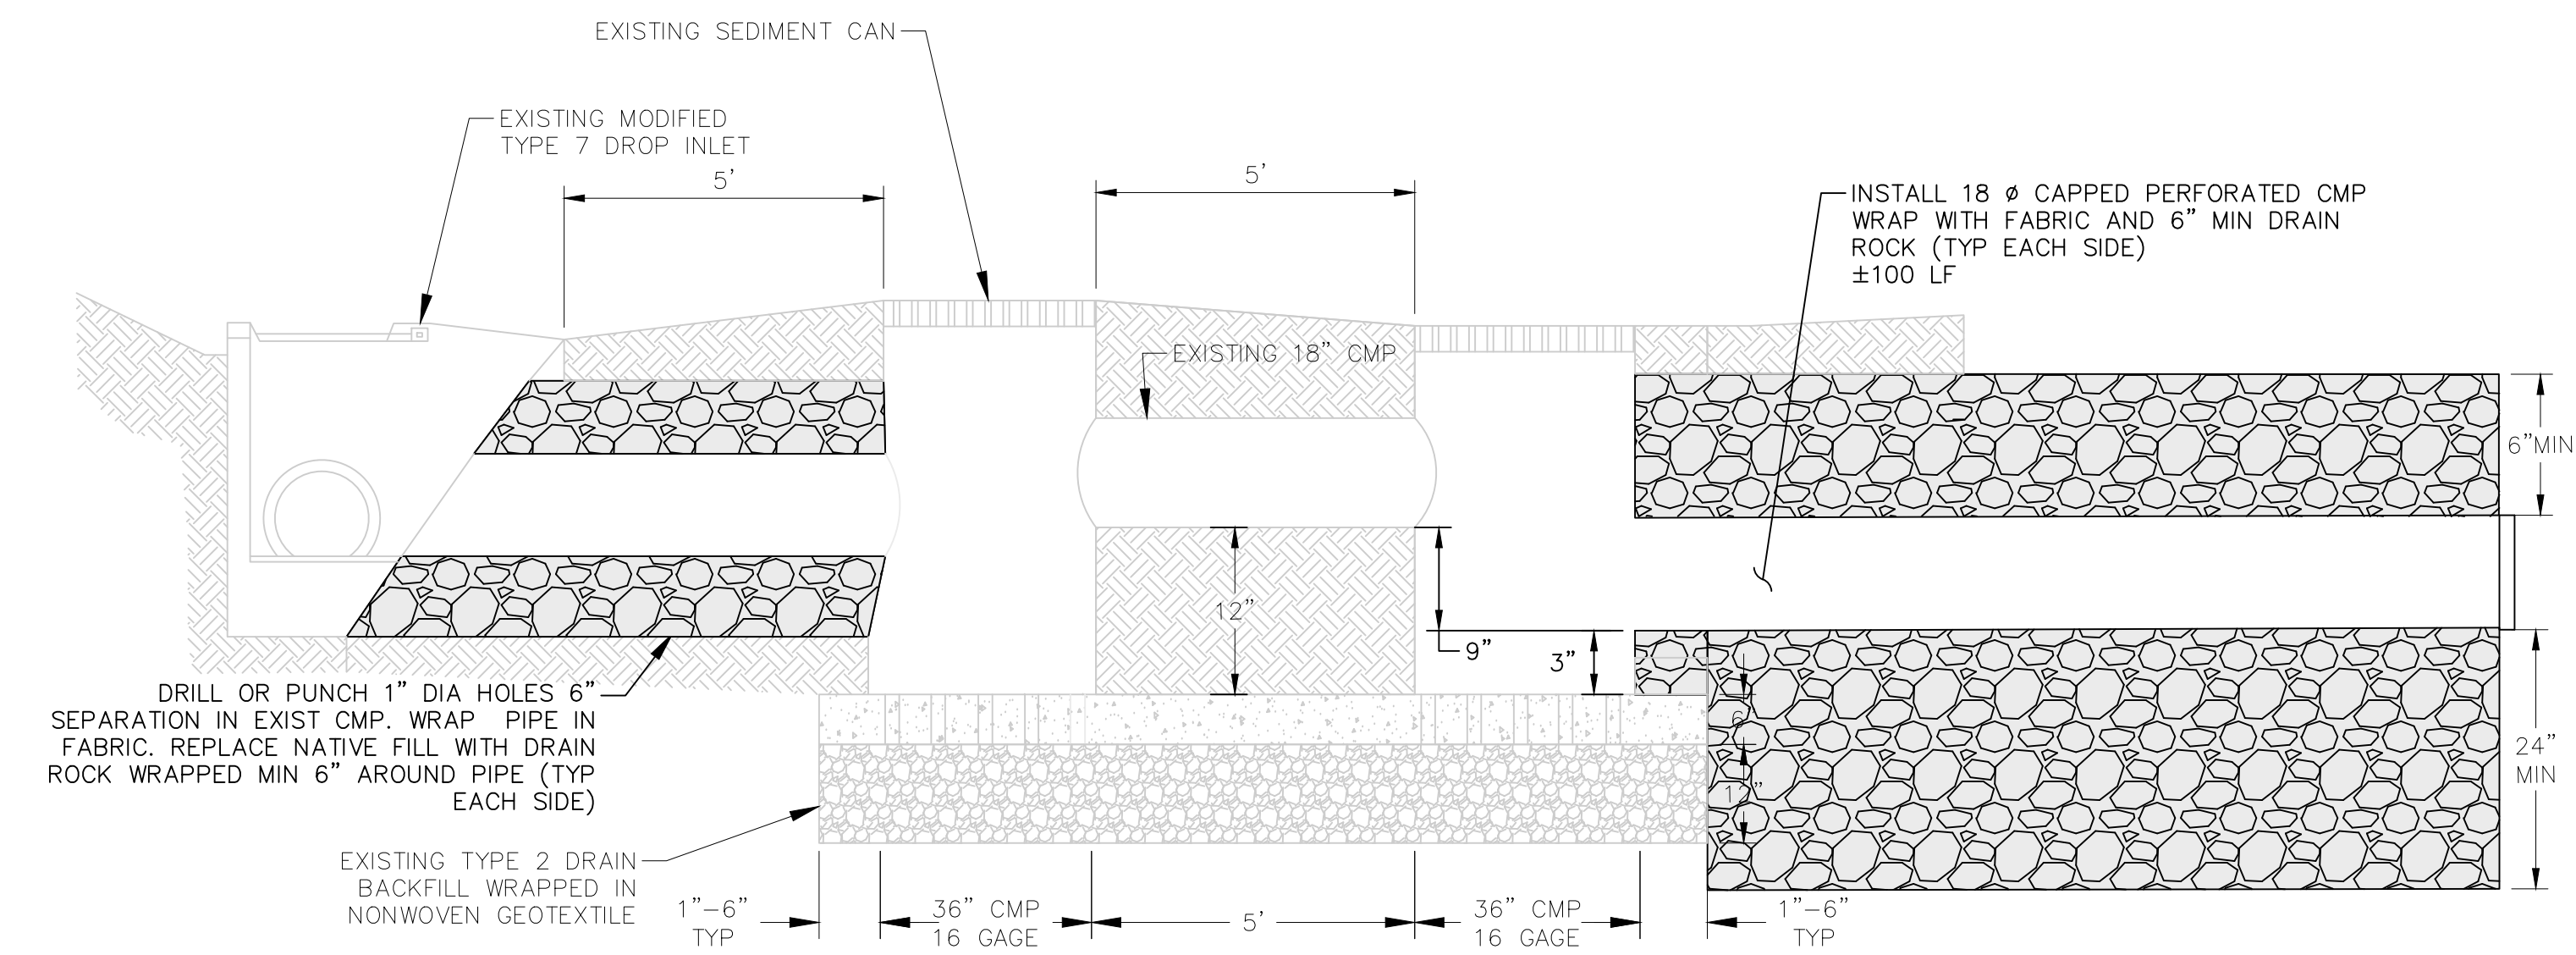 EXISTING SEDIMENT CAN
EXISTING MODIFIED
TYPE 7 DROP INLET
5'
5'
INSTALL 18 ø CAPPED PERFORATED CMP
WRAP WITH FABRIC AND 6" MIN DRAIN
ROCK (TYP EACH SIDE)
±100 LF
EXISTING 18" CMP
6"MIN
12"
9"
3"
DRILL OR PUNCH 1" DIA HOLES 6"
SEPARATION IN EXIST CMP. WRAP PIPE IN
FABRIC. REPLACE NATIVE FILL WITH DRAIN
ROCK WRAPPED MIN 6" AROUND PIPE (TYP
EACH SIDE)
6"
12"
24"
MIN
EXISTING TYPE 2 DRAIN
BACKFILL WRAPPED IN
NONWOVEN GEOTEXTILE
1"-6"
TYP
36" CMP
16 GAGE
5'
36" CMP
16 GAGE
1"-6"
TYP